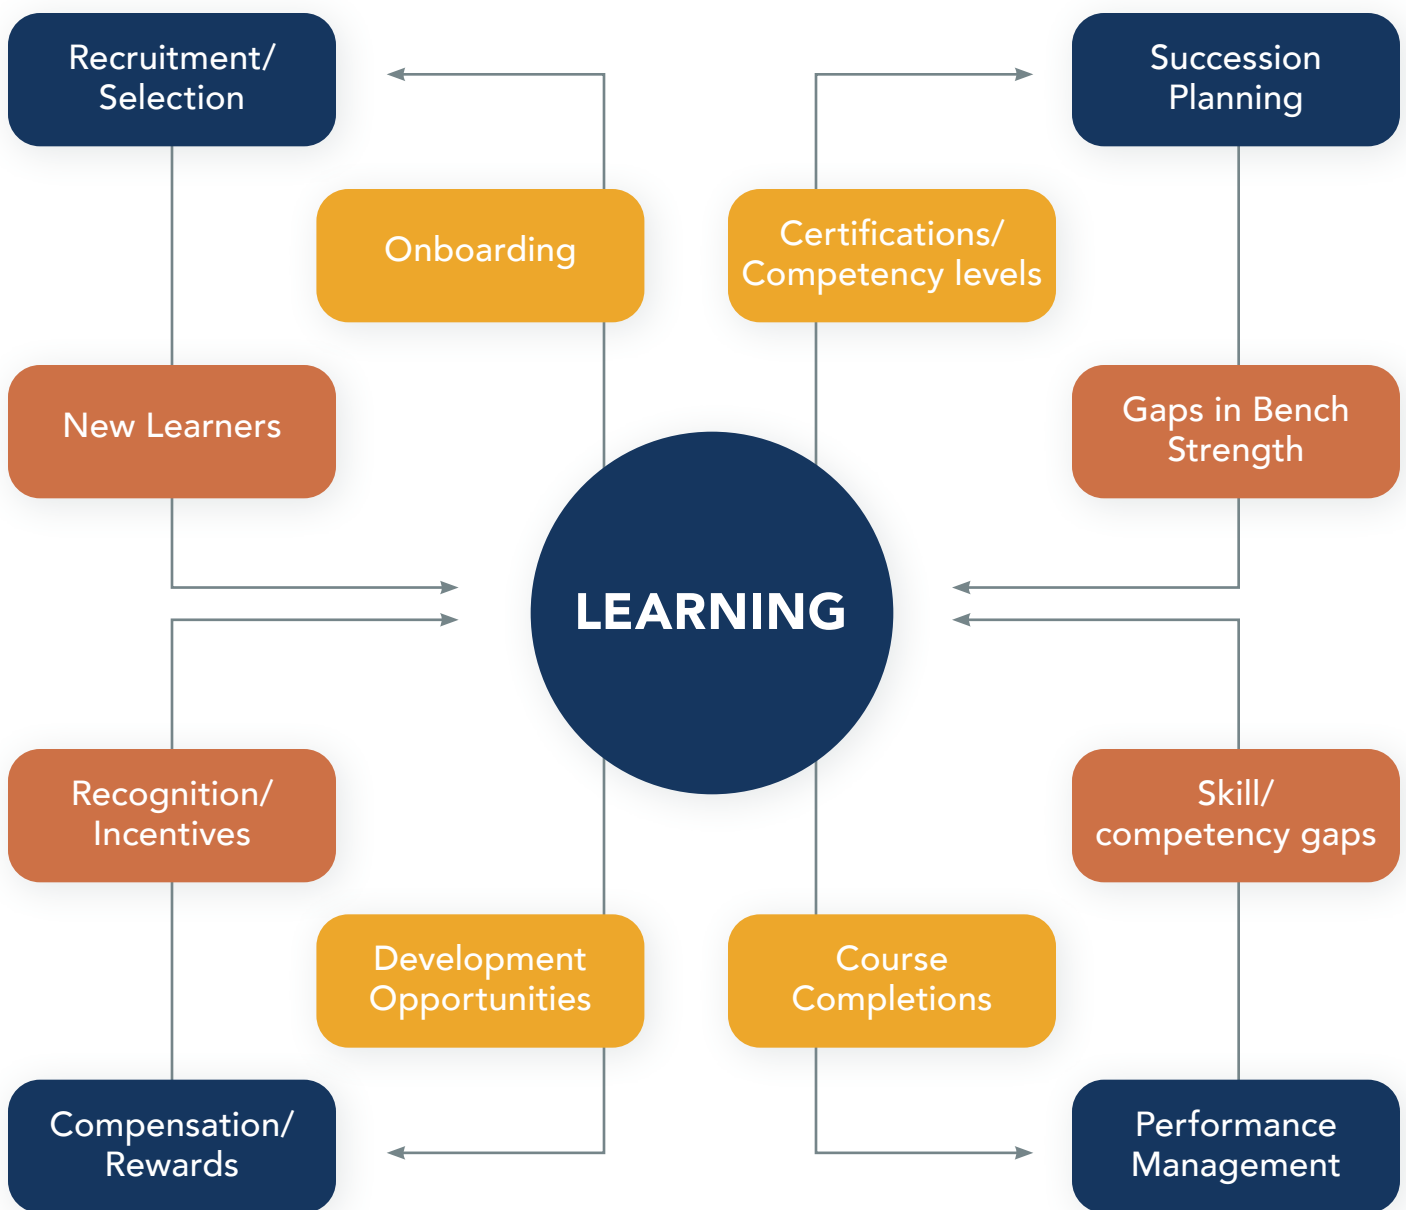 Recruitment/
Selection
Succession
Planning
Onboarding
Certifications/
Competency levels
New Learners
Gaps in Bench
Strength
LEARNING
Recognition/
Incentives
Skill/
competency gaps
Development
Opportunities
Course
Completions
Compensation/
Rewards
Performance
Management